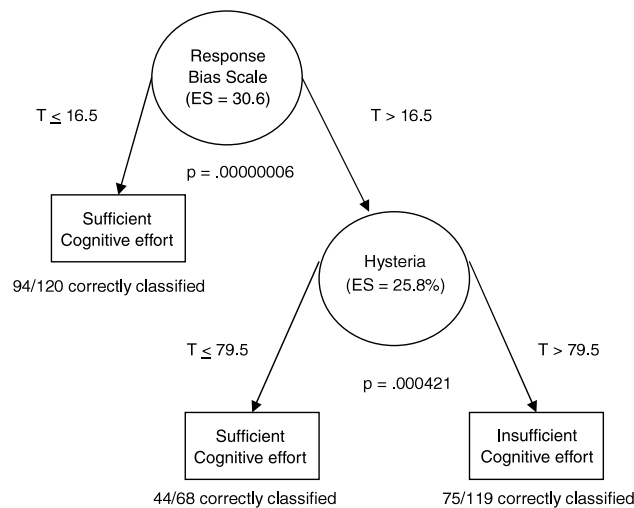 Response
Bias Scale
(ES = 30.6)
T ≤ 16.5
T > 16.5
p = .00000006
Sufficient
Cognitive effort
94/120 correctly classified
Hysteria
(ES = 25.8%)
T ≤ 79.5
T > 79.5
p = .000421
Sufficient
Cognitive effort
44/68 correctly classified
Insufficient
Cognitive effort
75/119 correctly classified